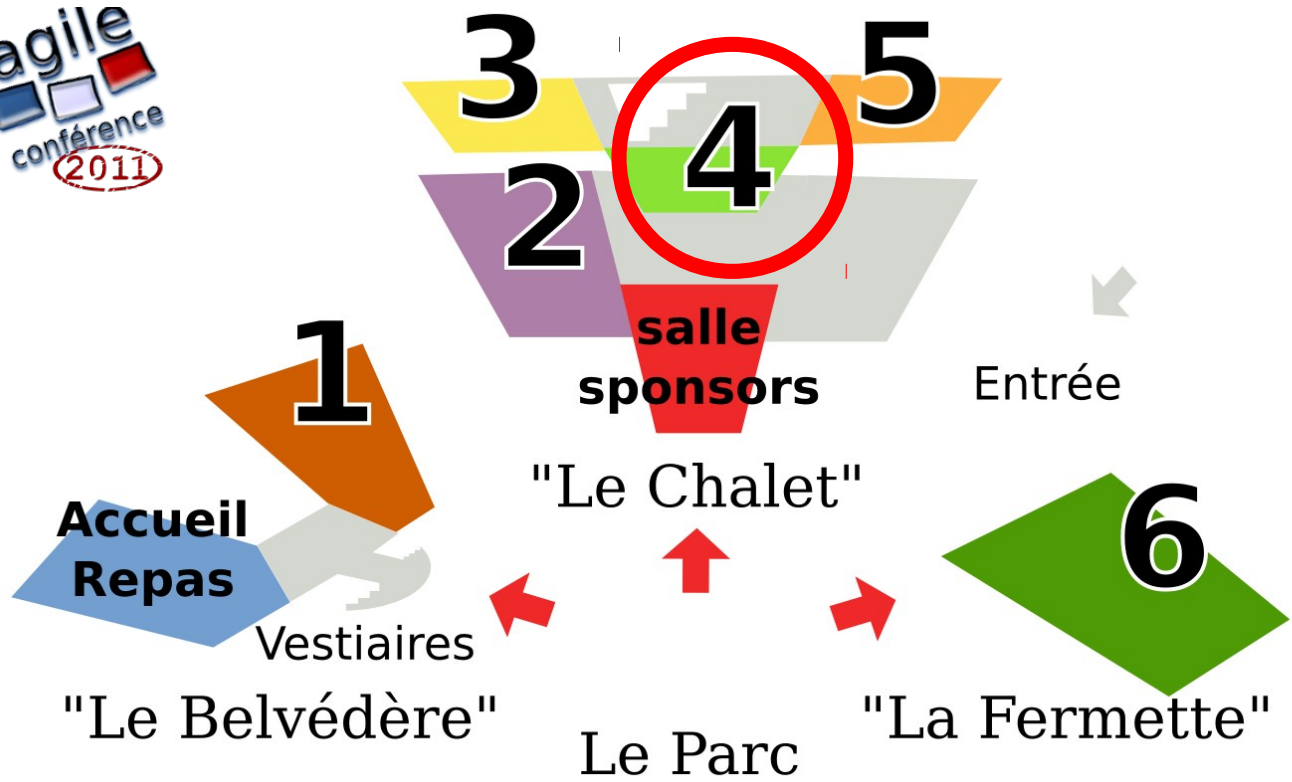 agile
conférence
2011
3
4
5
2
salle
sponsors
1
Entrée
"Le Chalet"
6
Accueil
Repas
Vestiaires
"Le Belvédère"
"La Fermette"
Le Parc